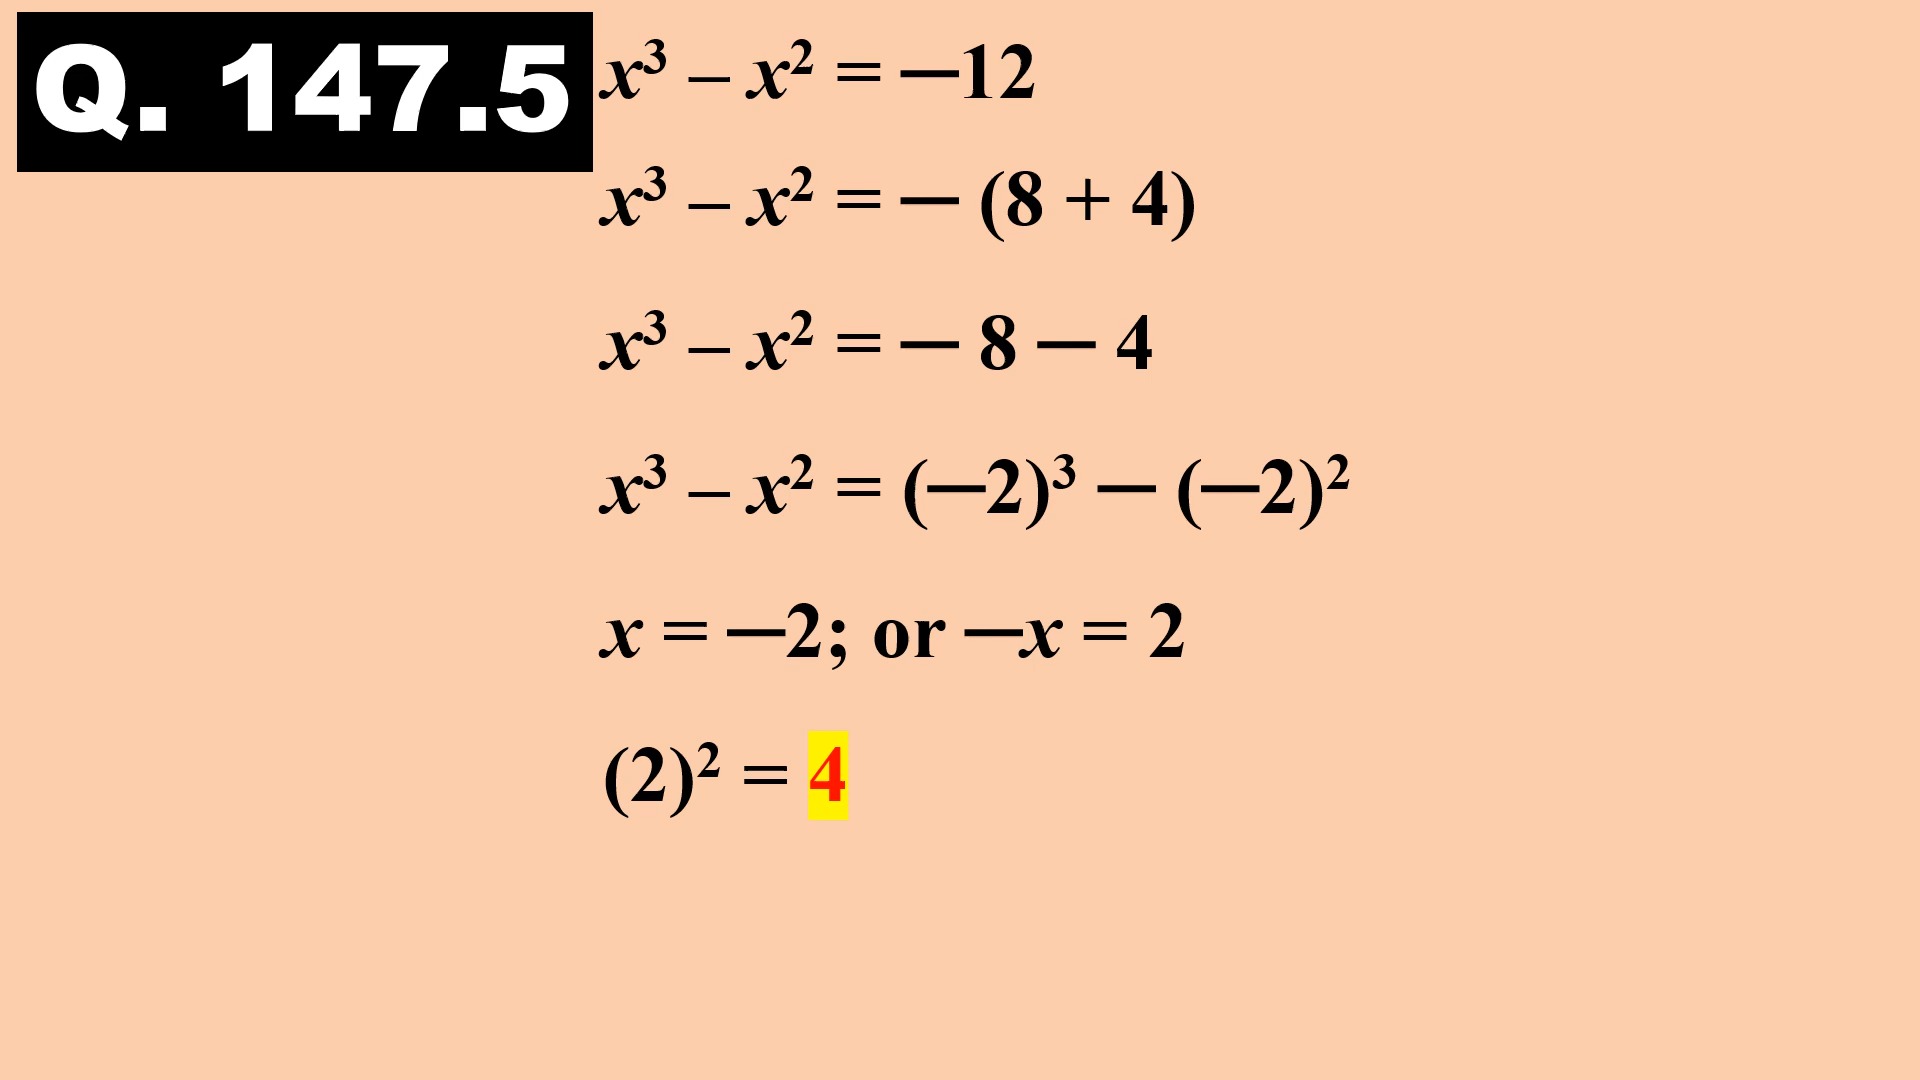 Q. 147.5
x³ – x² = —12
x³ – x² = — (8 + 4)
x³ – x² = — 8 — 4
x³ – x² = (—2)³ — (—2)²
x = —2; or —x = 2
(2)² = 4